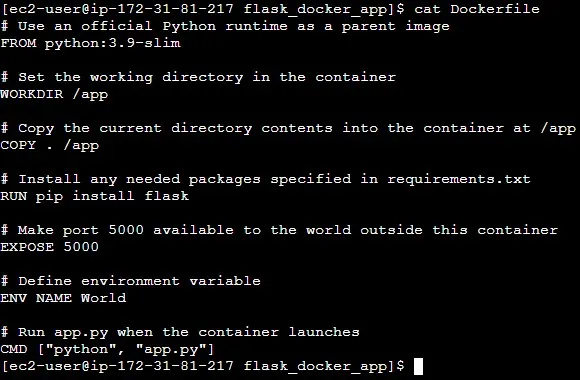 [ec2-user@ip-172-31-81-217 flask_docker_app]$ cat Dockerfile
# Use an official Python runtime as a parent image
FROM python:3.9-slim
# Set the working directory in the container
WORKDIR /app
# Copy the current directory contents into the container at /app
COPY . /app
# Install any needed packages specified in requirements.txt
RUN pip install flask
# Make port 5000 available to the world outside this container
EXPOSE 5000
# Define environment variable
ENV NAME World
# Run app.py when the container launches
CMD ["python", "app.py"]
[ec2-user@ip-172-31-81-217 flask_docker_app]$